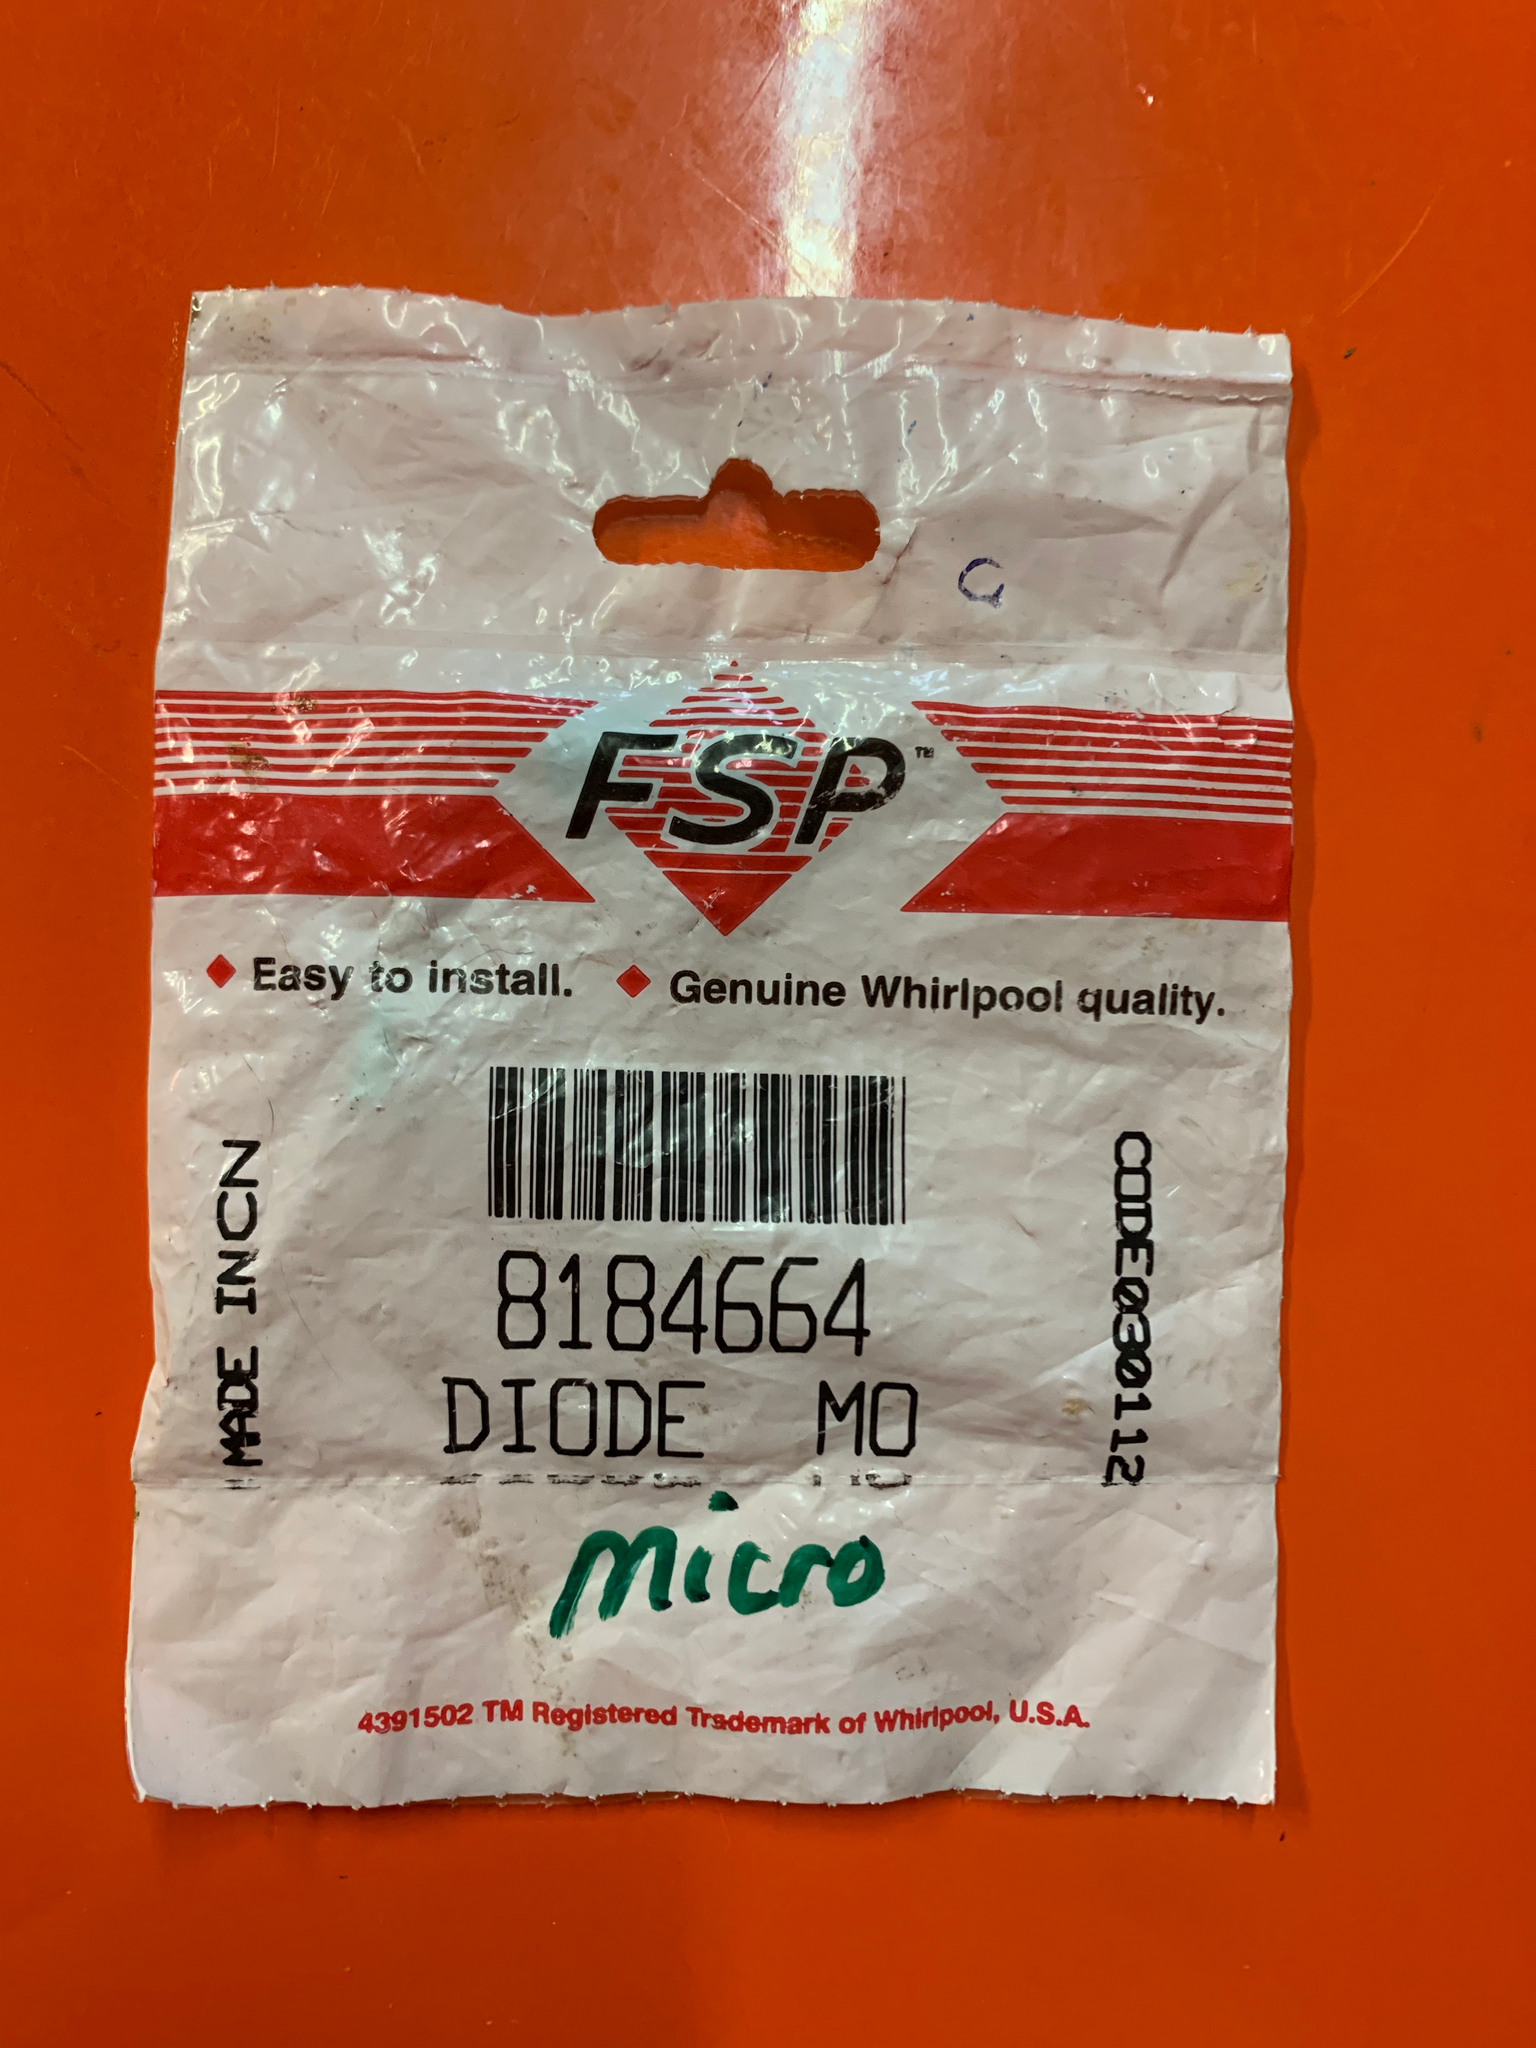 C
FSP™
Easy to install. Genuine Whirlpool quality.
MADE INCN
CODE030112
8184664
DIODE MO
micro
4391502 TM Registered Trademark of Whirlpool, U.S.A.